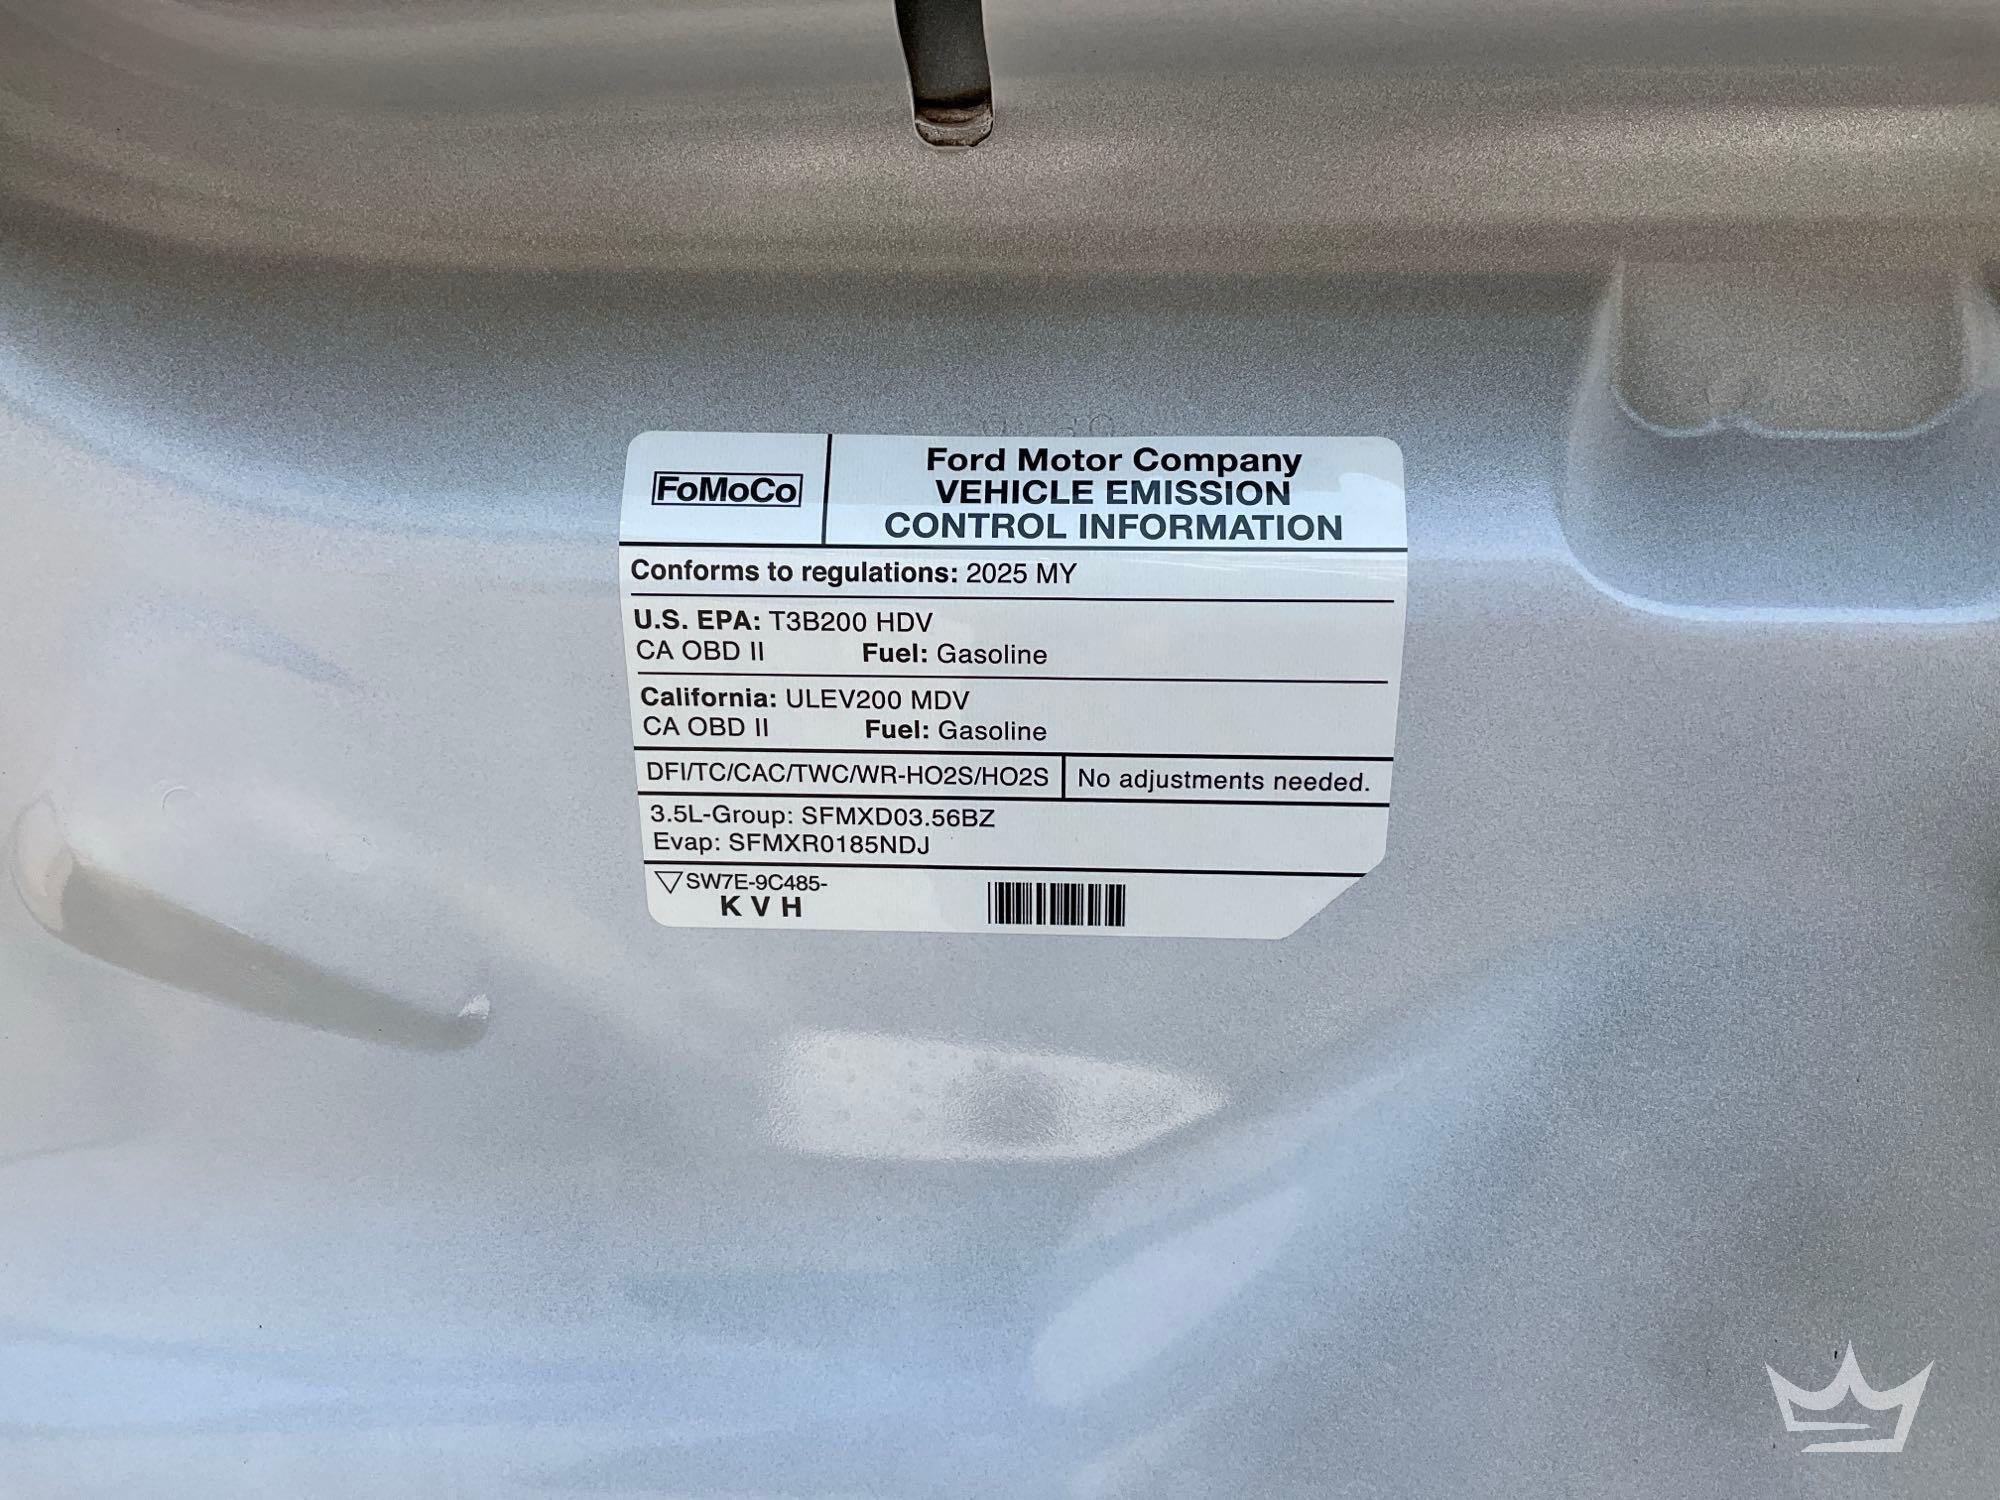 FoMoCo
Ford Motor Company
VEHICLE EMISSION
CONTROL INFORMATION
Conforms to regulations: 2025 MY
U.S. EPA: T3B200 HDV
CA OBD II Fuel: Gasoline
California: ULEV200 MDV
CA OBD II Fuel: Gasoline
DFI/TC/CAC/TWC/WR-HO2S/HO2S No adjustments needed.
3.5L-Group: SFMXD03.56BZ
Evap: SFMXR0185NDJ
SW7E-9C485-
K V H